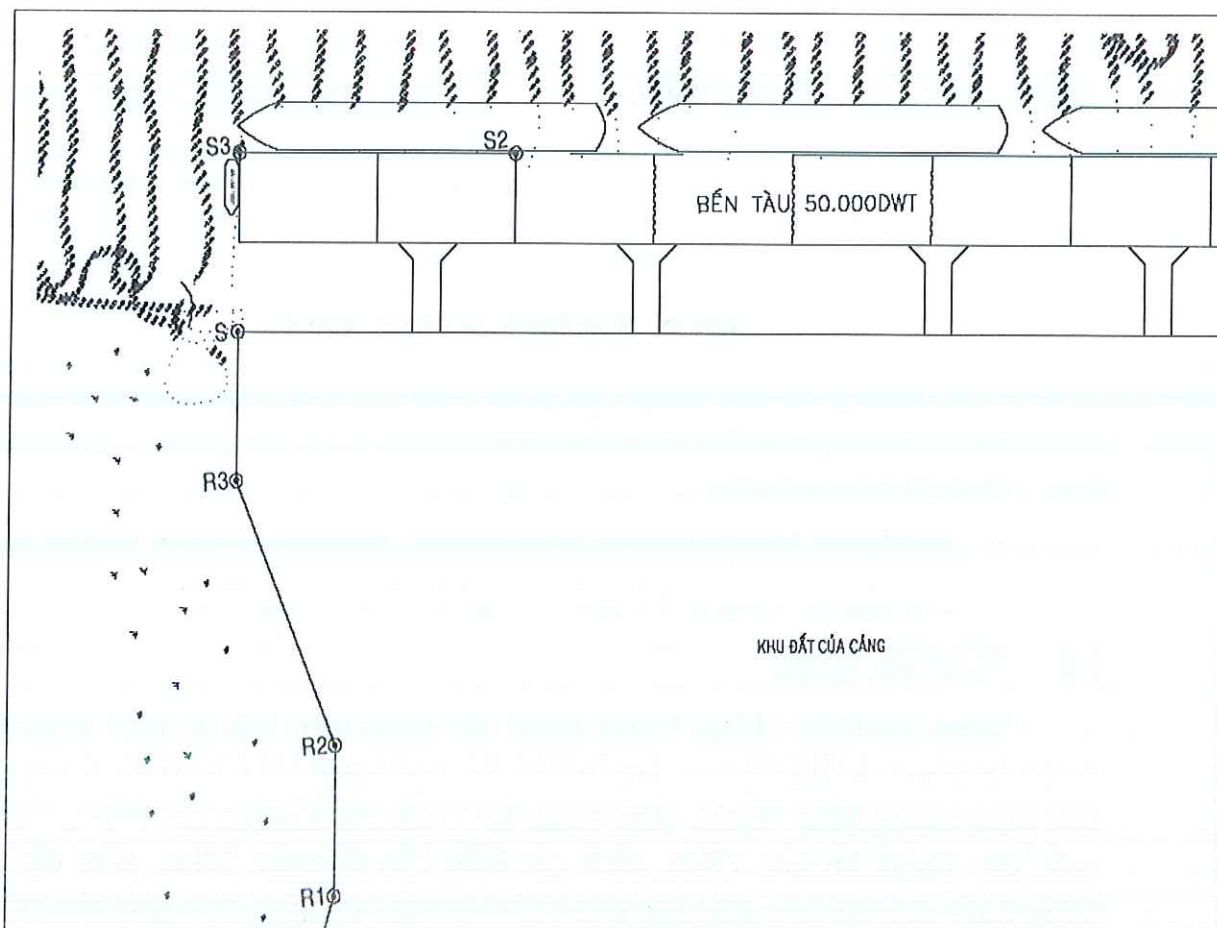 S3
S2
BẾN TÀU 50.000DWT
S
R3
KHU ĐẤT CỦA CẢNG
R2
R1